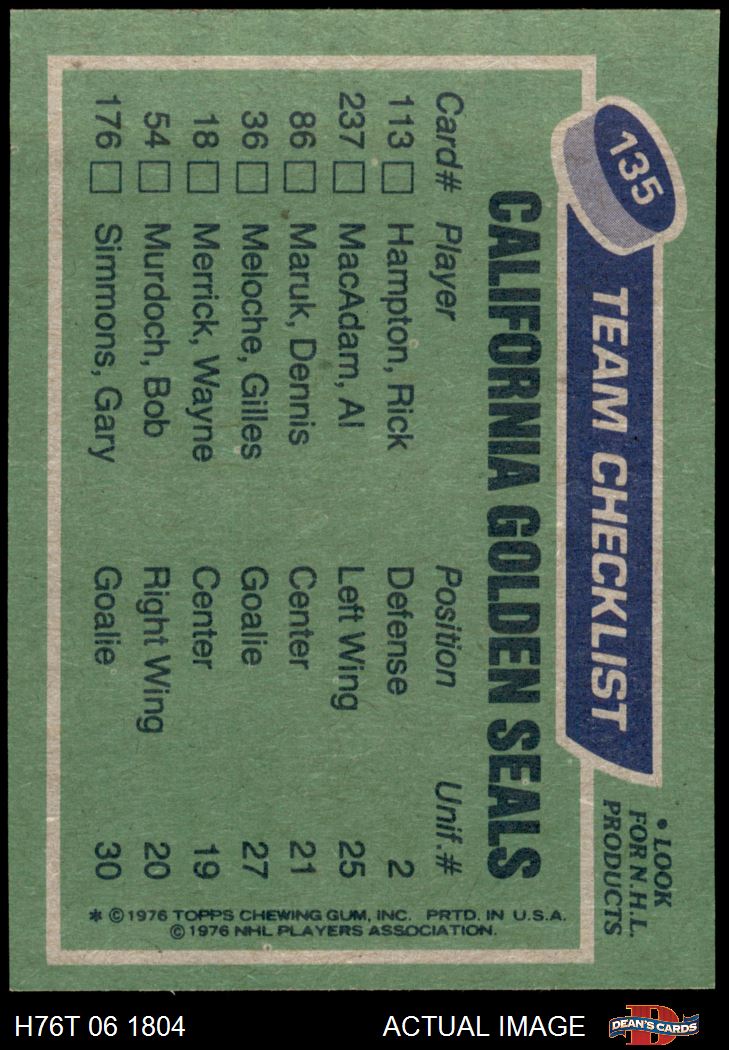 135
TEAM CHECKLIST
• LOOK
FOR N.H.L.
PRODUCTS
CALIFORNIA GOLDEN SEALS
Card# Player Position Unif.#
113 Hampton, Rick Defense 2
237 MacAdam, Al Left Wing 25
86 Maruk, Dennis Center 21
36 Meloche, Gilles Goalie 27
18 Merrick, Wayne Center 19
54 Murdoch, Bob Right Wing 20
176 Simmons, Gary Goalie 30
* ©1976 TOPPS CHEWING GUM, INC. PRTD. IN U.S.A.
©1976 NHL PLAYERS ASSOCIATION.
H76T 06 1804 ACTUAL IMAGE
D
DEAN'S CARDS